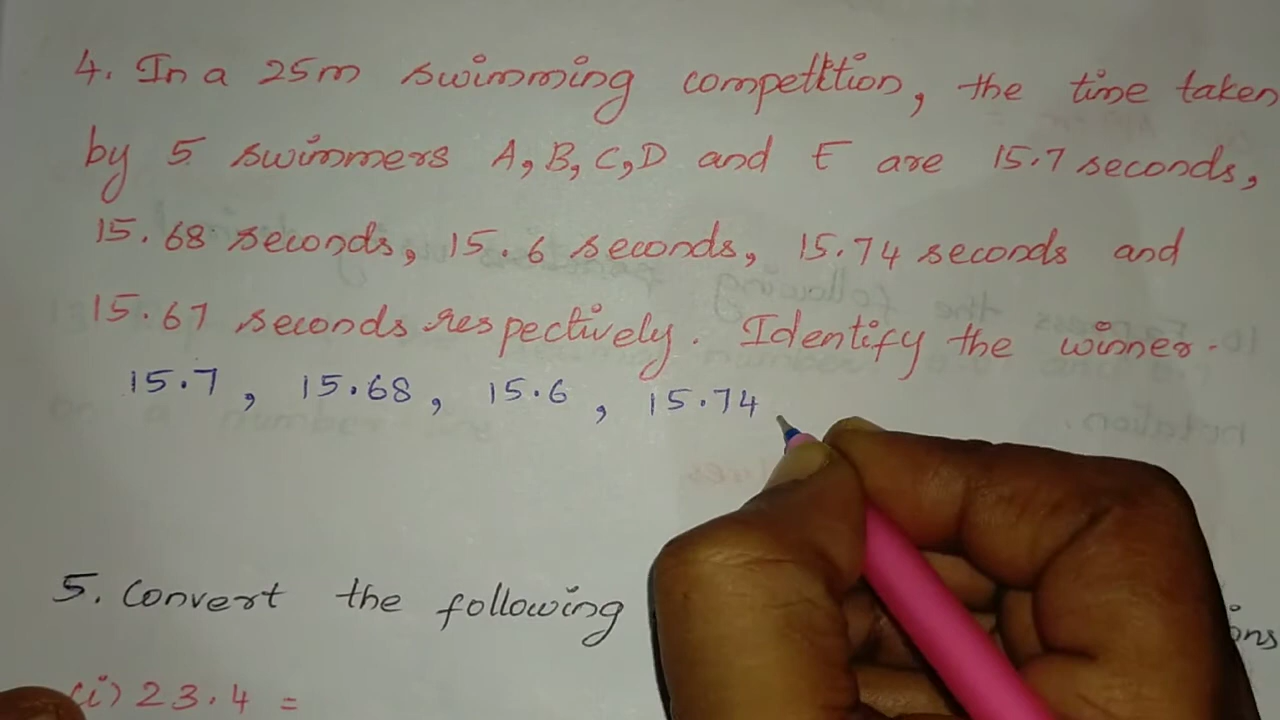 4. In a 25m swimming competition, the time taken
by 5 swimmers A, B, C, D and E are 15.7 seconds,
15.68 seconds, 15.6 seconds, 15.74 seconds and
15.67 seconds respectively. Identify the winner.
15.7, 15.68, 15.6, 15.74
5. Convert the following
(i) 23.4 =